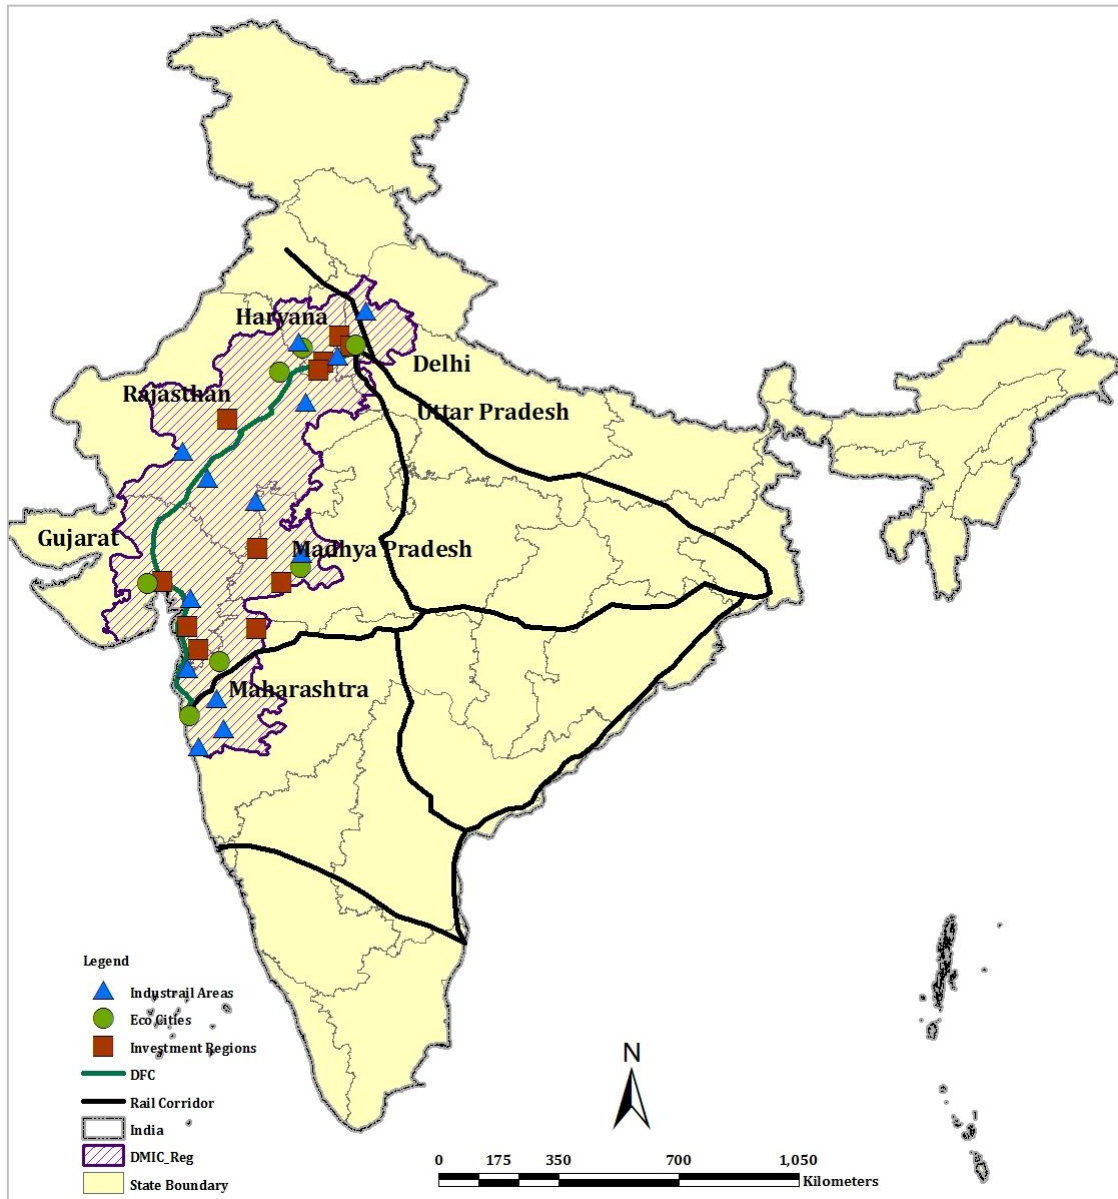 Haryana
Delhi
Rajasthan
Uttar Pradesh
Gujarat
Madhya Pradesh
Maharashtra
Legend
Industrail Areas
Eco Cities
Investment Regions
DFC
Rail Corridor
India
DMIC_Reg
State Boundary
N
0 175 350 700 1,050
Kilometers